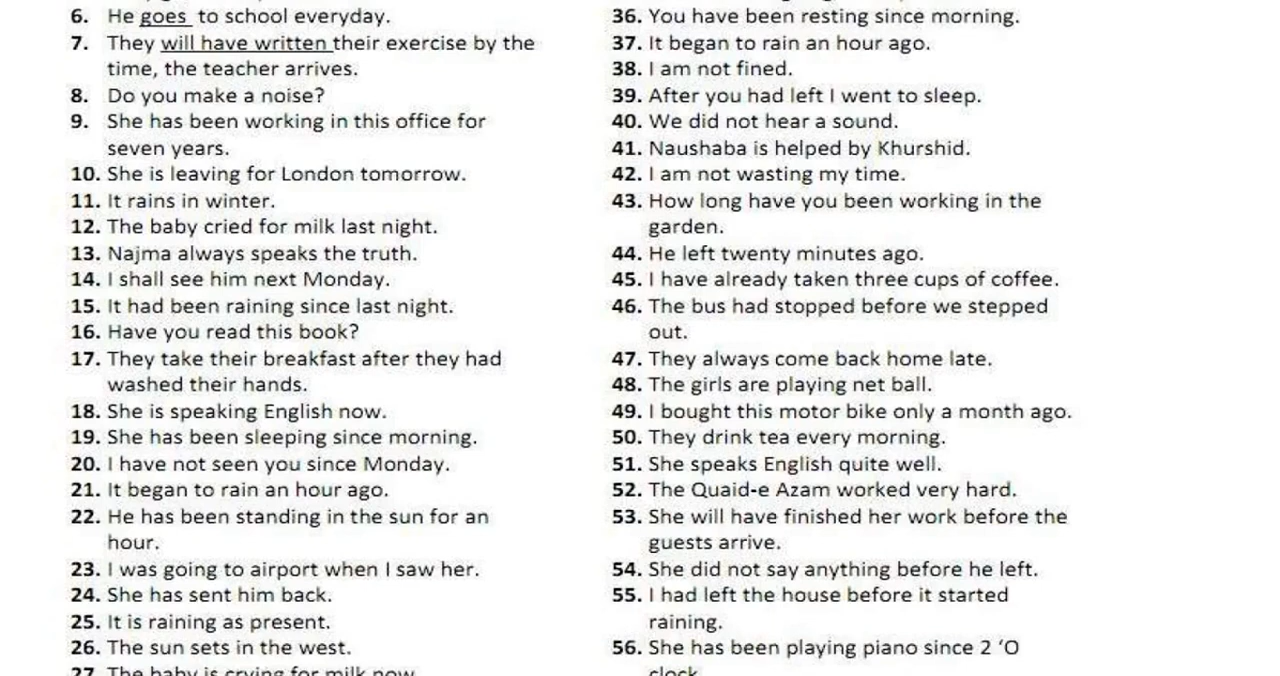 6. He goes to school everyday.
7. They will have written their exercise by the
time, the teacher arrives.
8. Do you make a noise?
9. She has been working in this office for
seven years.
10. She is leaving for London tomorrow.
11. It rains in winter.
12. The baby cried for milk last night.
13. Najma always speaks the truth.
14. I shall see him next Monday.
15. It had been raining since last night.
16. Have you read this book?
17. They take their breakfast after they had
washed their hands.
18. She is speaking English now.
19. She has been sleeping since morning.
20. I have not seen you since Monday.
21. It began to rain an hour ago.
22. He has been standing in the sun for an
hour.
23. I was going to airport when I saw her.
24. She has sent him back.
25. It is raining as present.
26. The sun sets in the west.
27. The baby is crying for milk now
36. You have been resting since morning.
37. It began to rain an hour ago.
38. I am not fined.
39. After you had left I went to sleep.
40. We did not hear a sound.
41. Naushaba is helped by Khurshid.
42. I am not wasting my time.
43. How long have you been working in the
garden.
44. He left twenty minutes ago.
45. I have already taken three cups of coffee.
46. The bus had stopped before we stepped
out.
47. They always come back home late.
48. The girls are playing net ball.
49. I bought this motor bike only a month ago.
50. They drink tea every morning.
51. She speaks English quite well.
52. The Quaid-e Azam worked very hard.
53. She will have finished her work before the
guests arrive.
54. She did not say anything before he left.
55. I had left the house before it started
raining.
56. She has been playing piano since 2 ‘O
clock